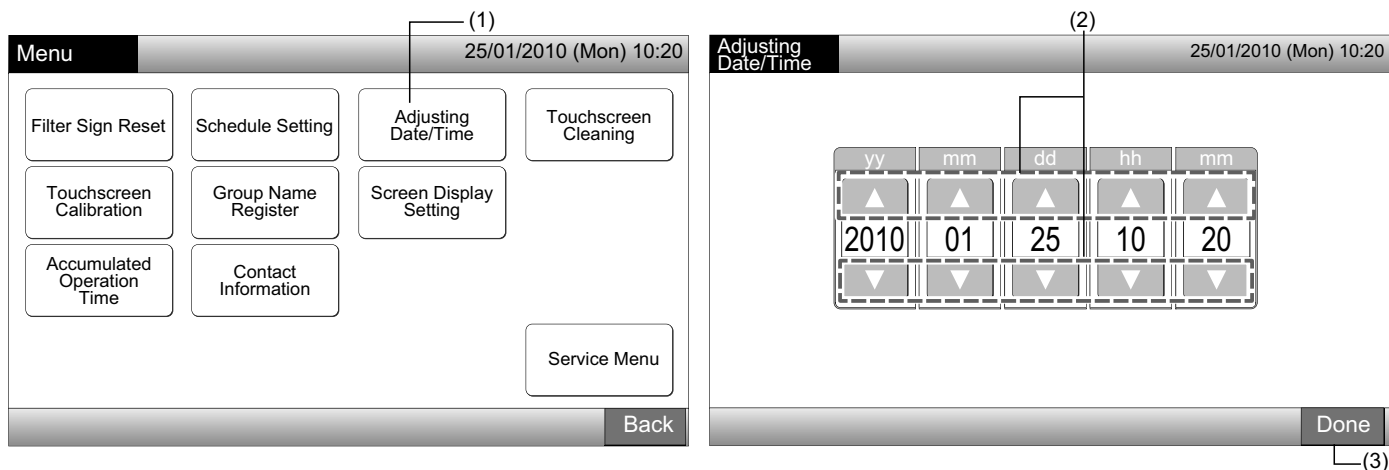 (1)
Menu
25/01/2010 (Mon) 10:20
Filter Sign Reset
Schedule Setting
Adjusting
Date/Time
Touchscreen
Cleaning
Touchscreen
Calibration
Group Name
Register
Screen Display
Setting
Accumulated
Operation
Time
Contact
Information
Service Menu
Back
(2)
Adjusting
Date/Time
25/01/2010 (Mon) 10:20
yy mm dd hh mm
▲ ▲ ▲ ▲ ▲
2010 01 25 10 20
▼ ▼ ▼ ▼ ▼
Done
(3)